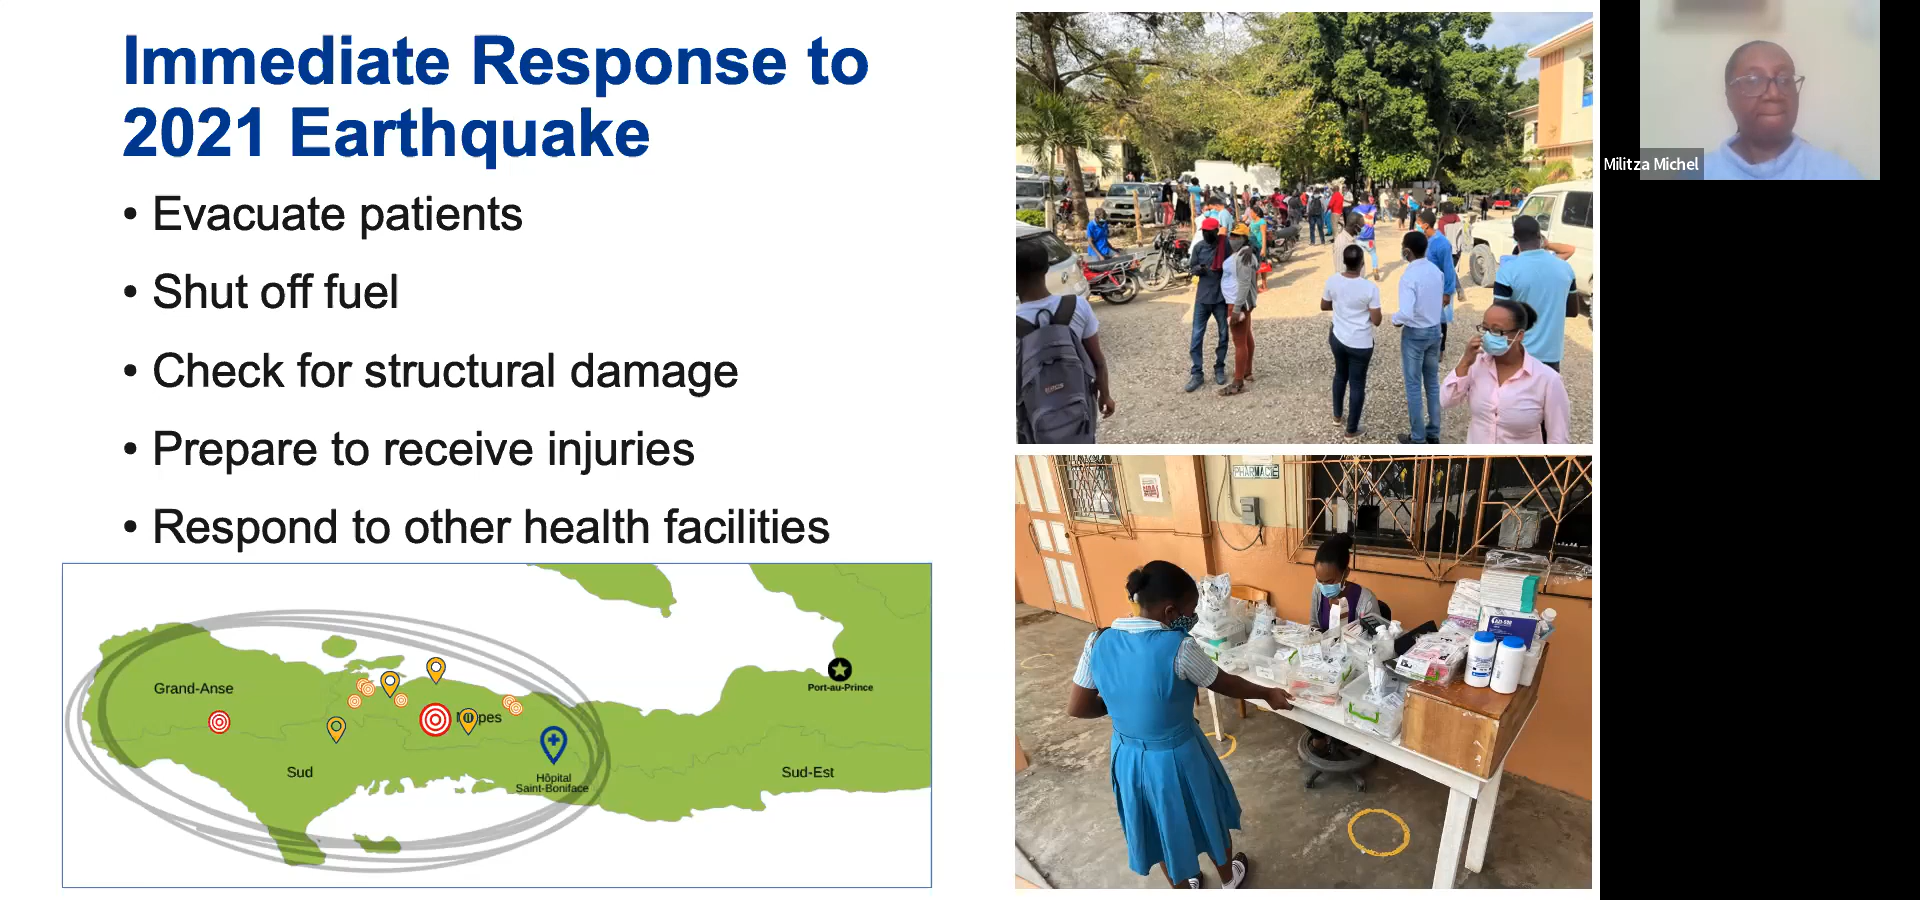 Immediate Response to
2021 Earthquake
• Evacuate patients
• Shut off fuel
• Check for structural damage
• Prepare to receive injuries
• Respond to other health facilities
Grand-Anse
Sud
Hôpital
Saint-Boniface
Port-au-Prince
Sud-Est
PHARMACIE
Militza Michel